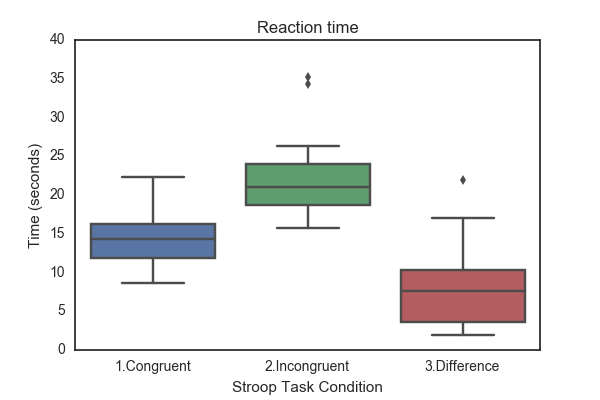 Reaction time
40
35
30
25
20
15
10
5
0
Time (seconds)
1.Congruent 2.Incongruent 3.Difference
Stroop Task Condition